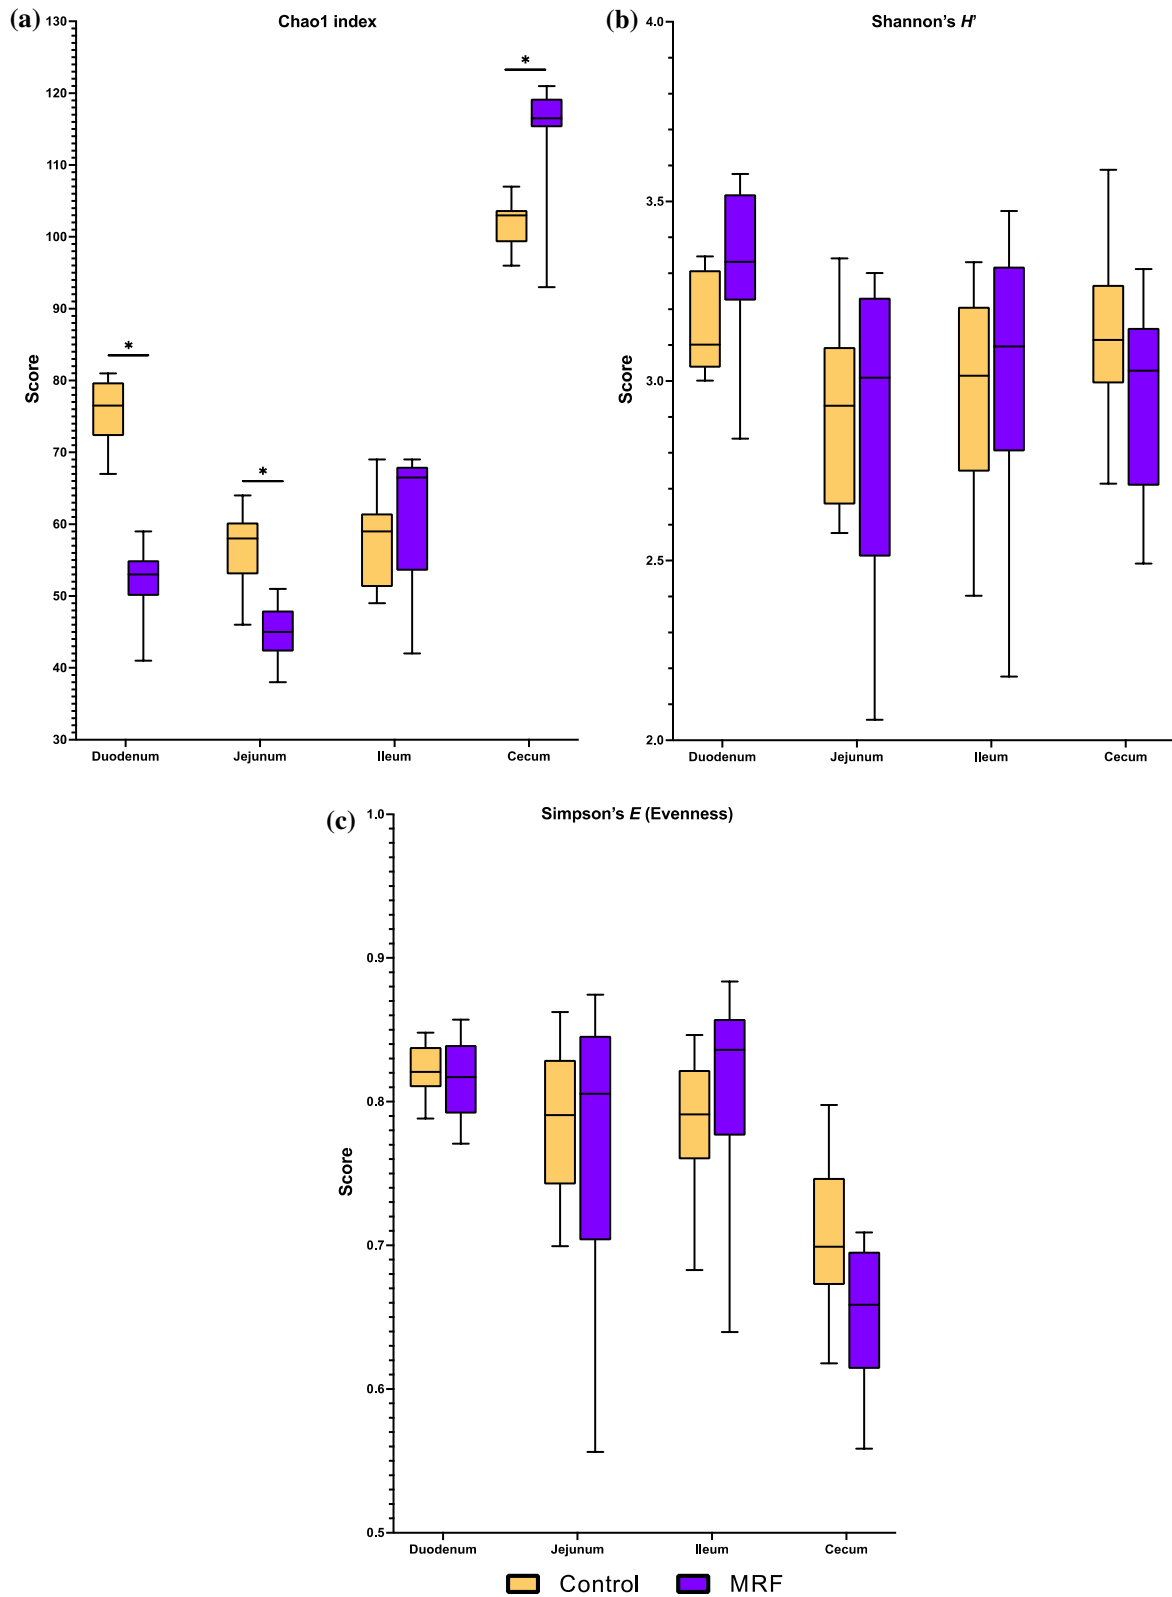 (a)
Chao1 index
130
120
110
100
90
80
70
60
50
40
30
Score
*
*
*
Duodenum Jejunum Ileum Cecum
(b)
Shannon's H'
4.0
3.5
3.0
2.5
2.0
Score
Duodenum Jejunum Ileum Cecum
(c)
Simpson's E (Evenness)
1.0
0.9
0.8
0.7
0.6
0.5
Score
Duodenum Jejunum Ileum Cecum
Control MRF